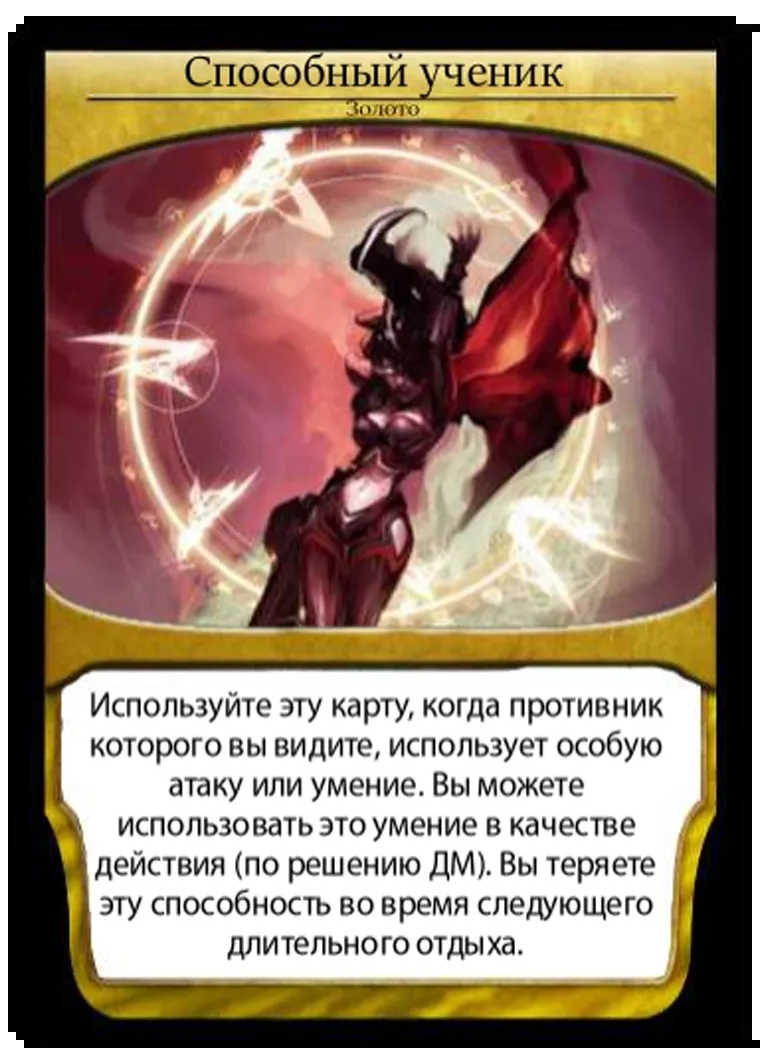 Способный ученик
Золото
Используйте эту карту, когда противник
которого вы видите, использует особую
атаку или умение. Вы можете
использовать это умение в качестве
действия (по решению ДМ). Вы теряете
эту способность во время следующего
длительного отдыха.